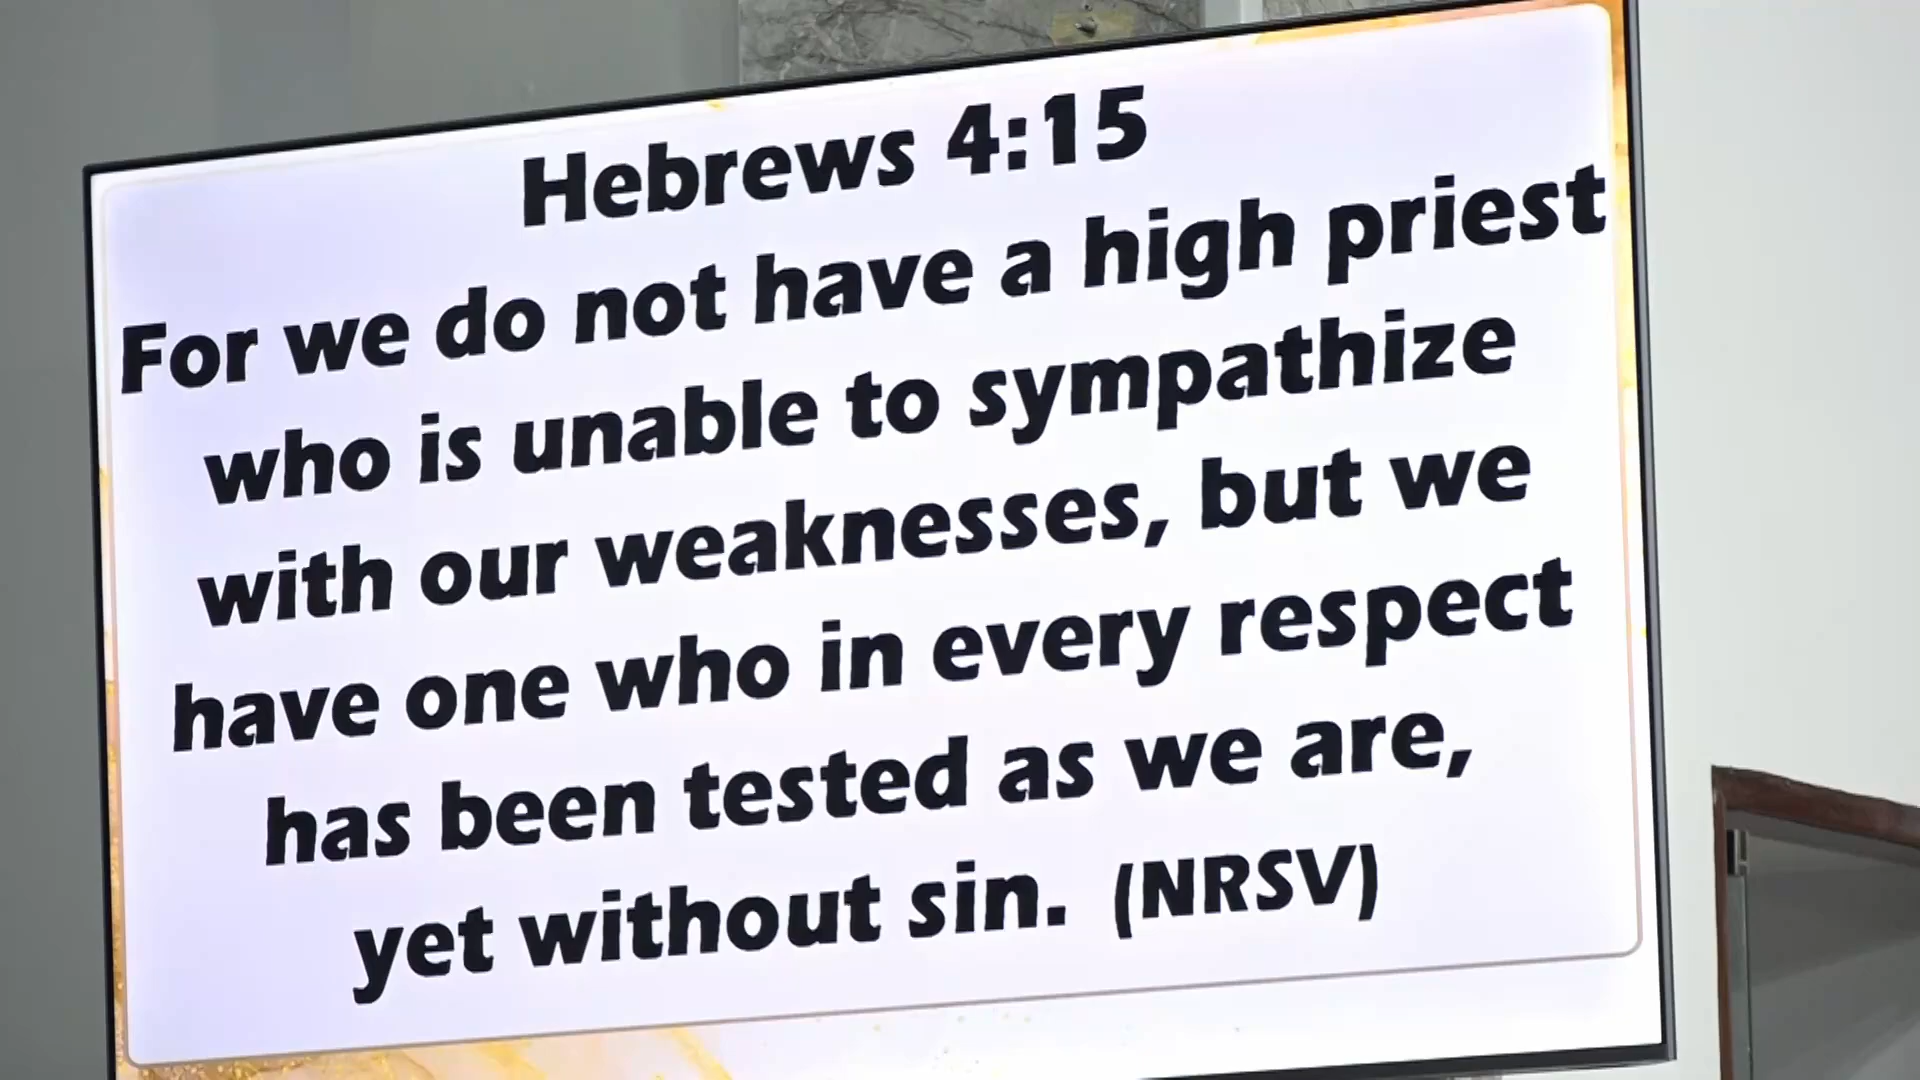 Hebrews 4:15
For we do not have a high priest
who is unable to sympathize
with our weaknesses, but we
have one who in every respect
has been tested as we are,
yet without sin. (NRSV)